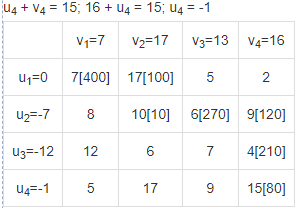 u4 + v4 = 15; 16 + u4 = 15; u4 = -1
v1=7 v2=17 v3=13 v4=16
u1=0 7[400] 17[100] 5 2
u2=-7 8 10[10] 6[270] 9[120]
u3=-12 12 6 7 4[210]
u4=-1 5 17 9 15[80]